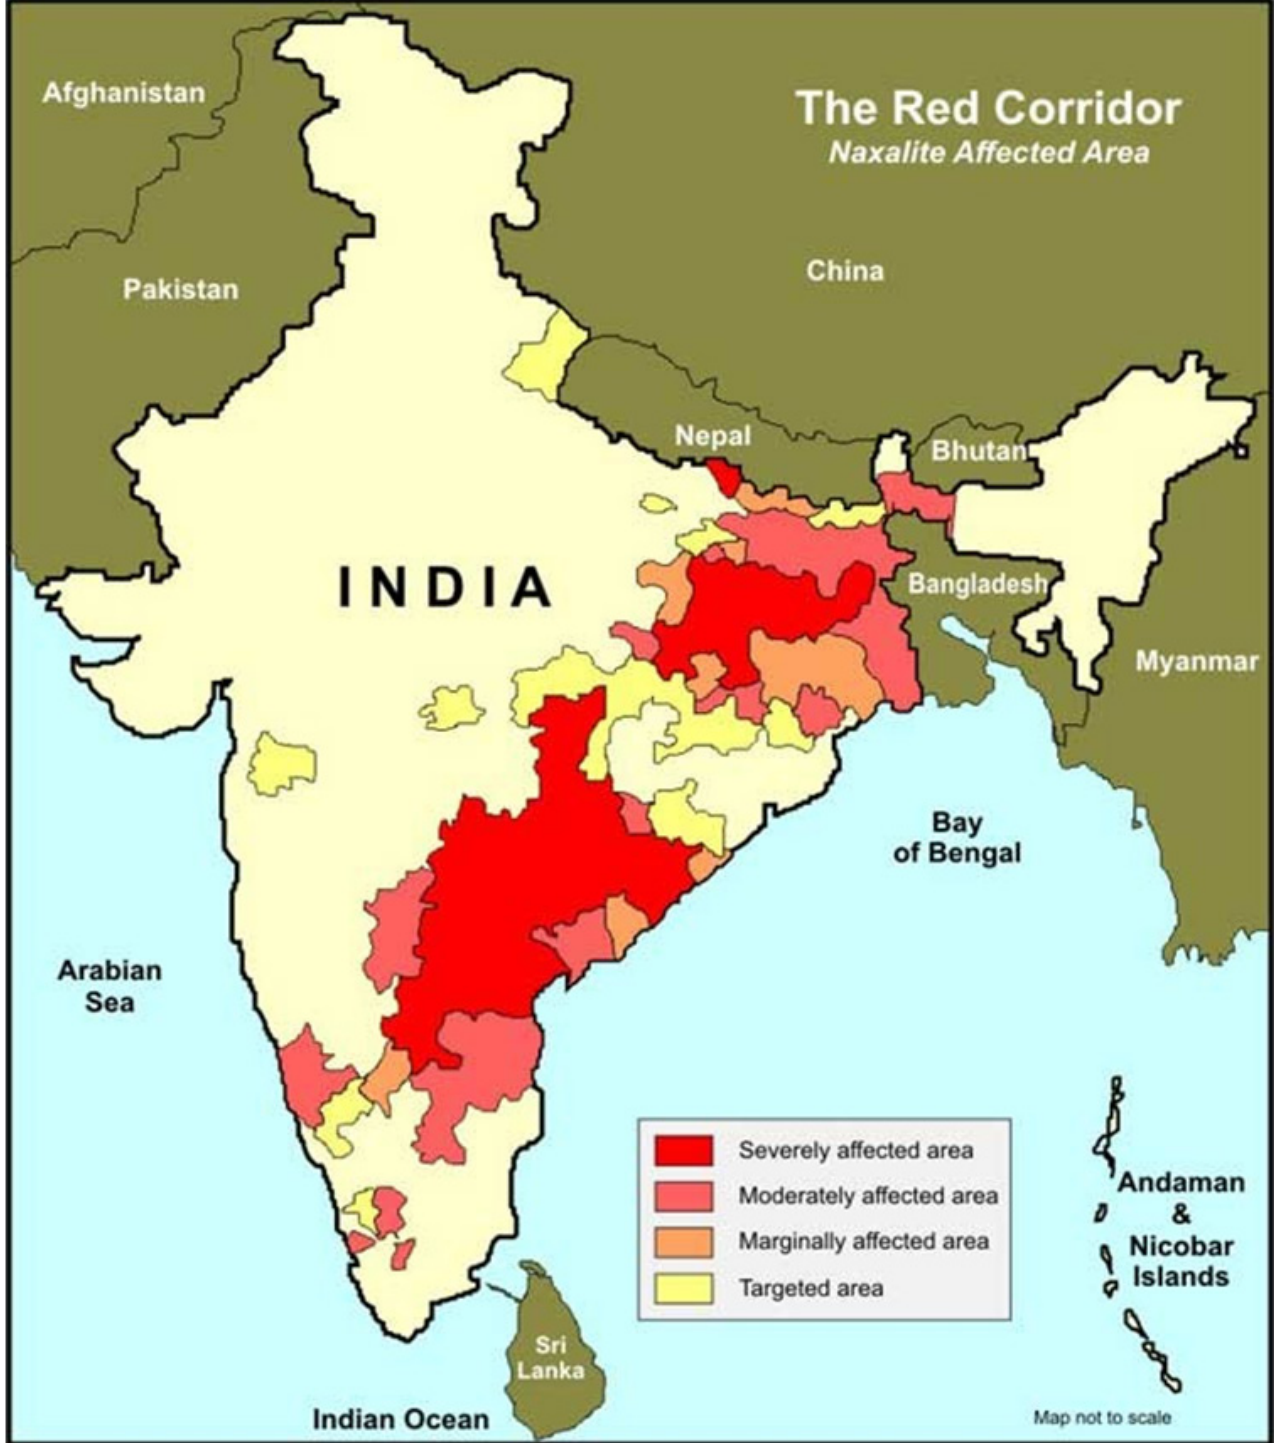 The Red Corridor
Naxalite Affected Area
Afghanistan
China
Pakistan
Nepal
Bhutan
INDIA
Bangladesh
Myanmar
Bay
of Bengal
Arabian
Sea
Severely affected area
Moderately affected area
Marginally affected area
Targeted area
Andaman
&
Nicobar
Islands
Sri
Lanka
Indian Ocean
Map not to scale